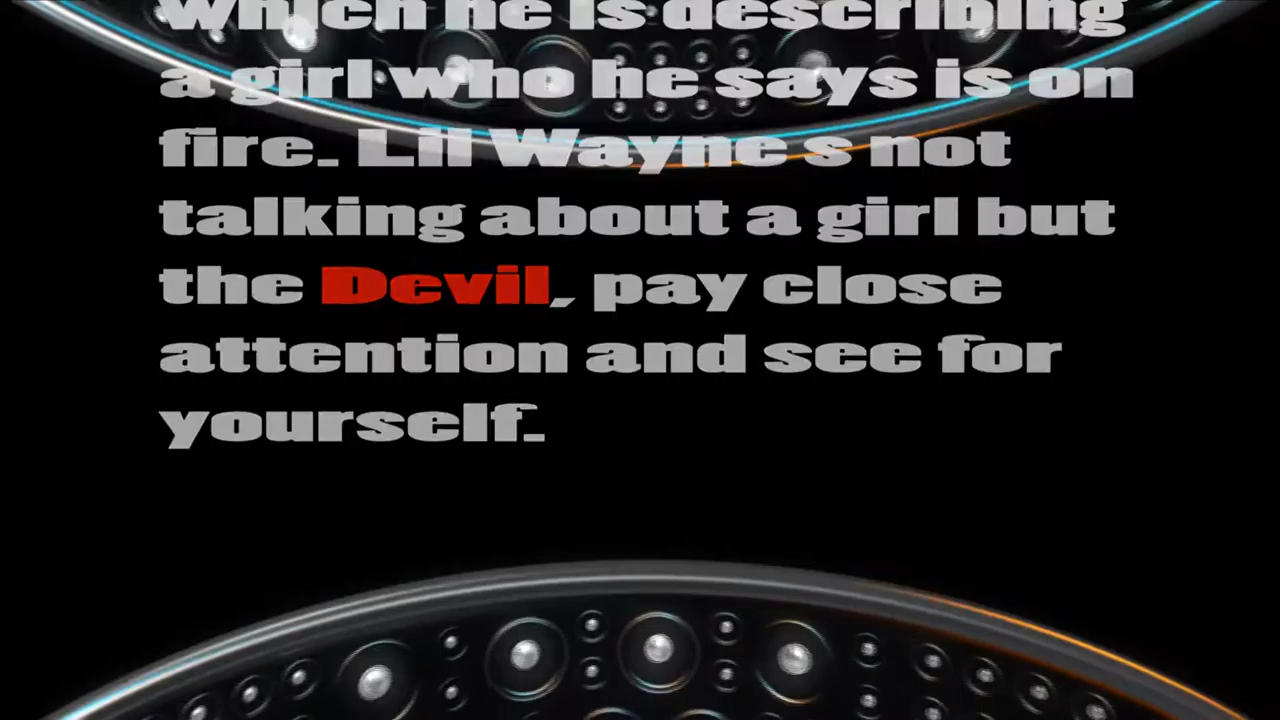 which he is describing
a girl who he says is on
fire. Lil Wayne s not
talking about a girl but
the Devil, pay close
attention and see for
yourself.